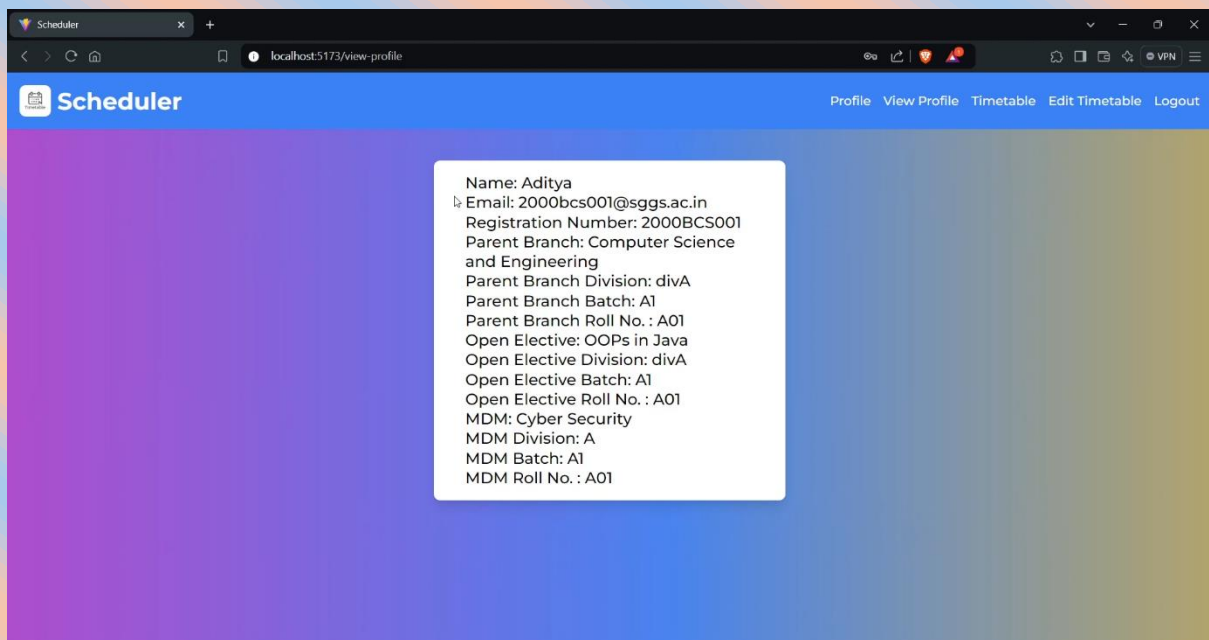 Scheduler
localhost:5173/view-profile
VPN
Timetable
Scheduler
Profile View Profile Timetable Edit Timetable Logout
Name: Aditya
Email: 2000bcs001@sggs.ac.in
Registration Number: 2000BCS001
Parent Branch: Computer Science
and Engineering
Parent Branch Division: divA
Parent Branch Batch: A1
Parent Branch Roll No. : A01
Open Elective: OOPs in Java
Open Elective Division: divA
Open Elective Batch: A1
Open Elective Roll No. : A01
MDM: Cyber Security
MDM Division: A
MDM Batch: A1
MDM Roll No. : A01